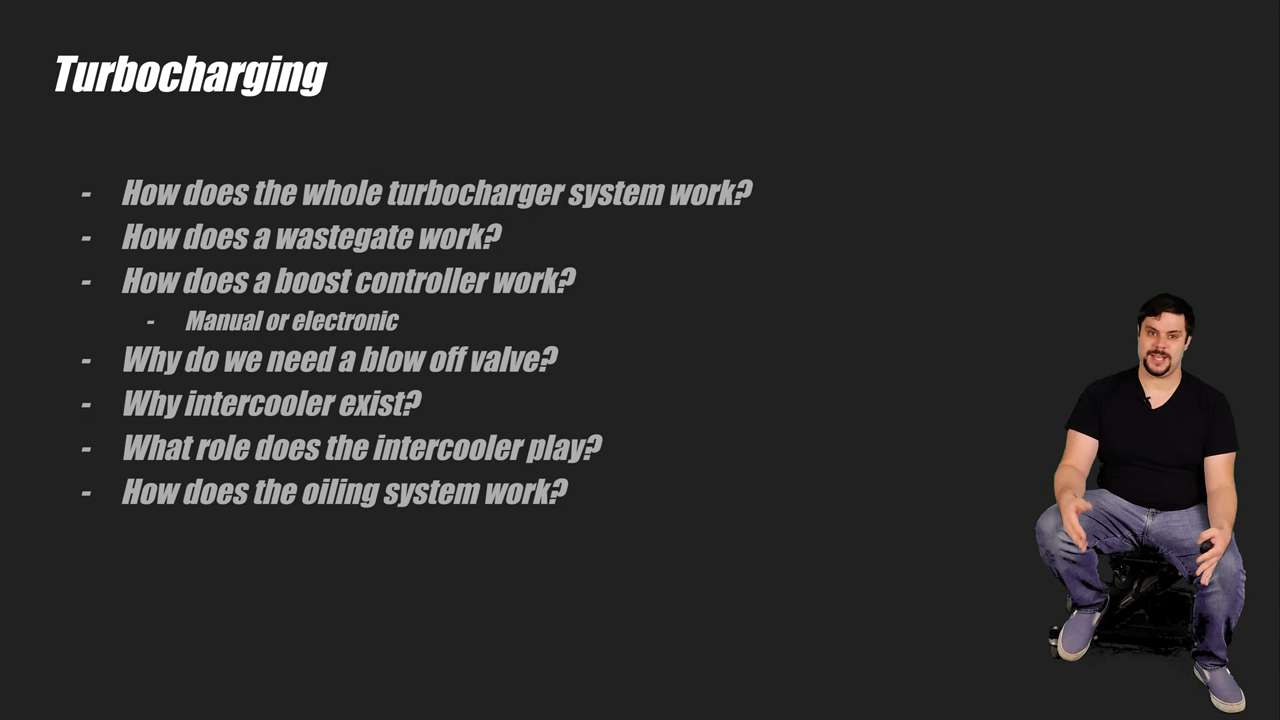 Turbocharging
- How does the whole turbocharger system work?
- How does a wastegate work?
- How does a boost controller work?
- Manual or electronic
- Why do we need a blow off valve?
- Why intercooler exist?
- What role does the intercooler play?
- How does the oiling system work?